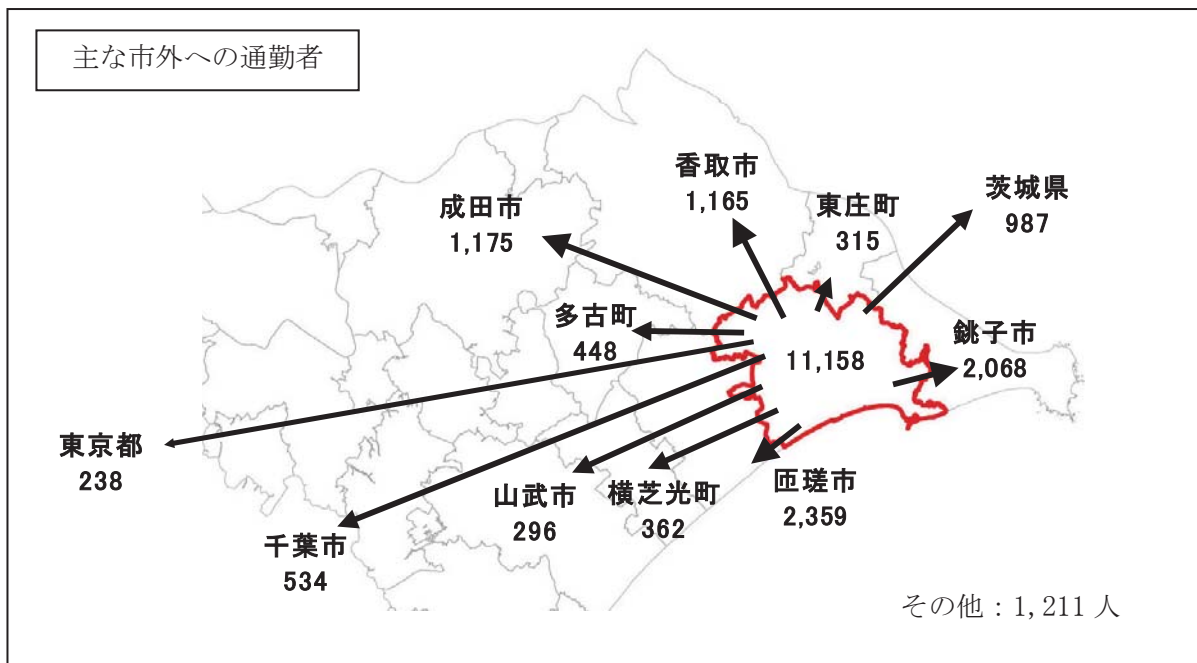 主な市外への通勤者
香取市
1,165
東庄町
315
茨城県
987
成田市
1,175
多古町
448
11,158
銚子市
2,068
東京都
238
千葉市
534
山武市
296
横芝光町
362
匝瑳市
2,359
その他：1,211 人